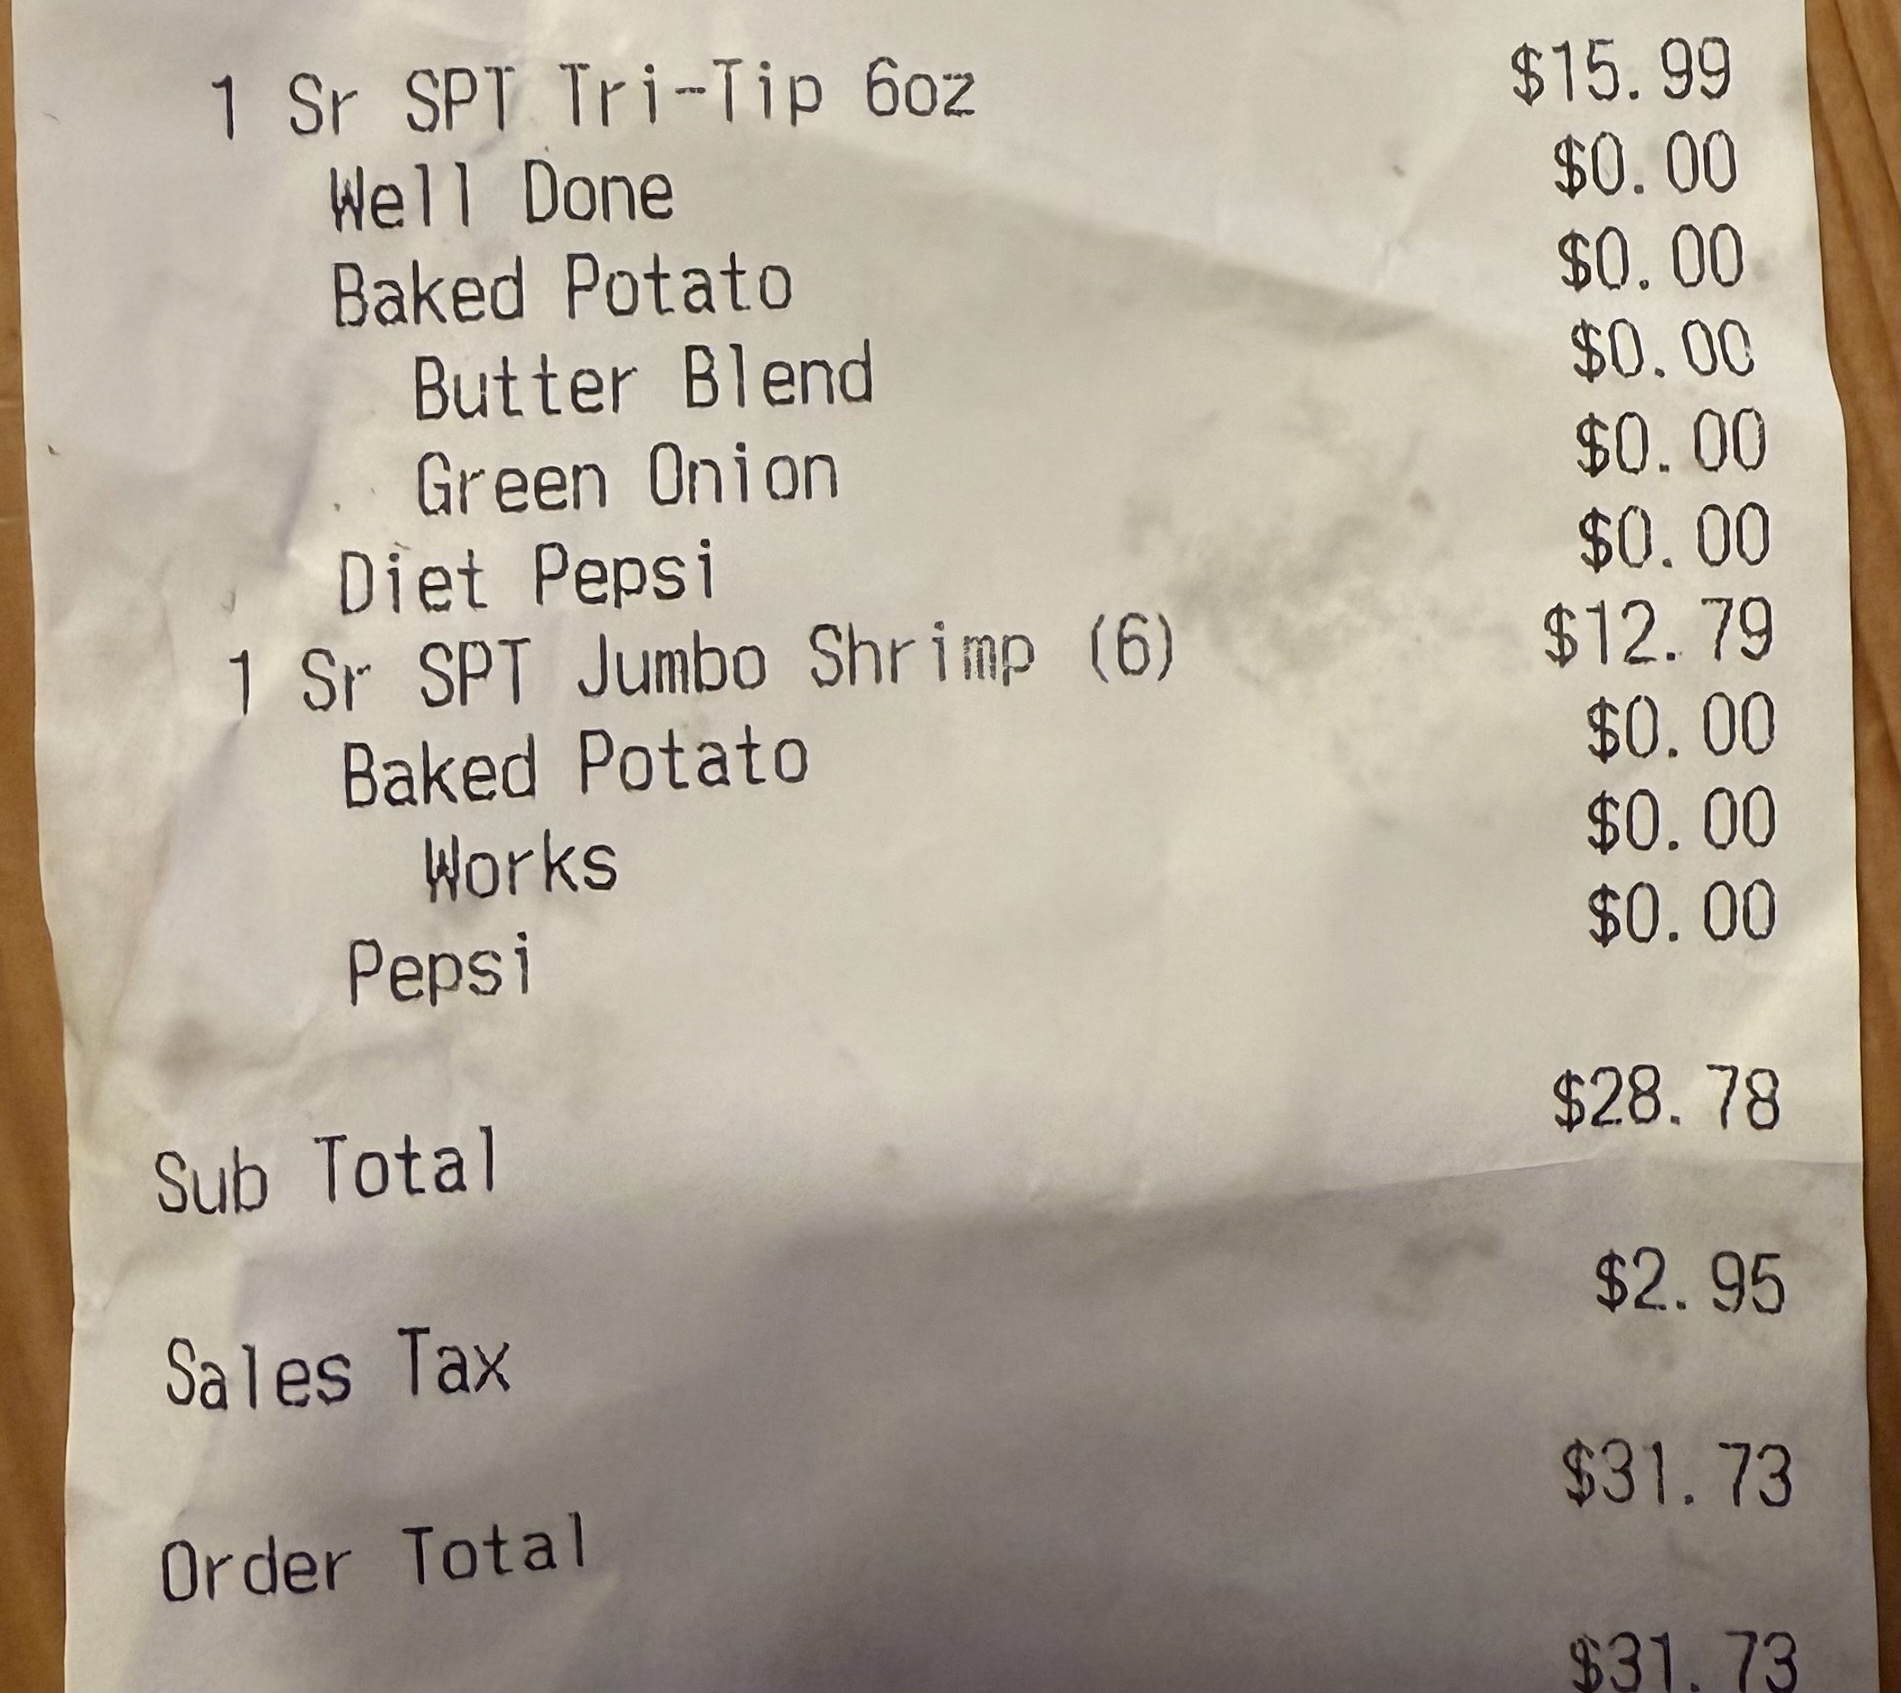 1 Sr SPT Tri-Tip 6oz $15.99
Well Done $0.00
Baked Potato $0.00
Butter Blend $0.00
Green Onion $0.00
Diet Pepsi $0.00
1 Sr SPT Jumbo Shrimp (6) $12.79
Baked Potato $0.00
Works $0.00
Pepsi $0.00
Sub Total $28.78
Sales Tax $2.95
Order Total $31.73
$31.73